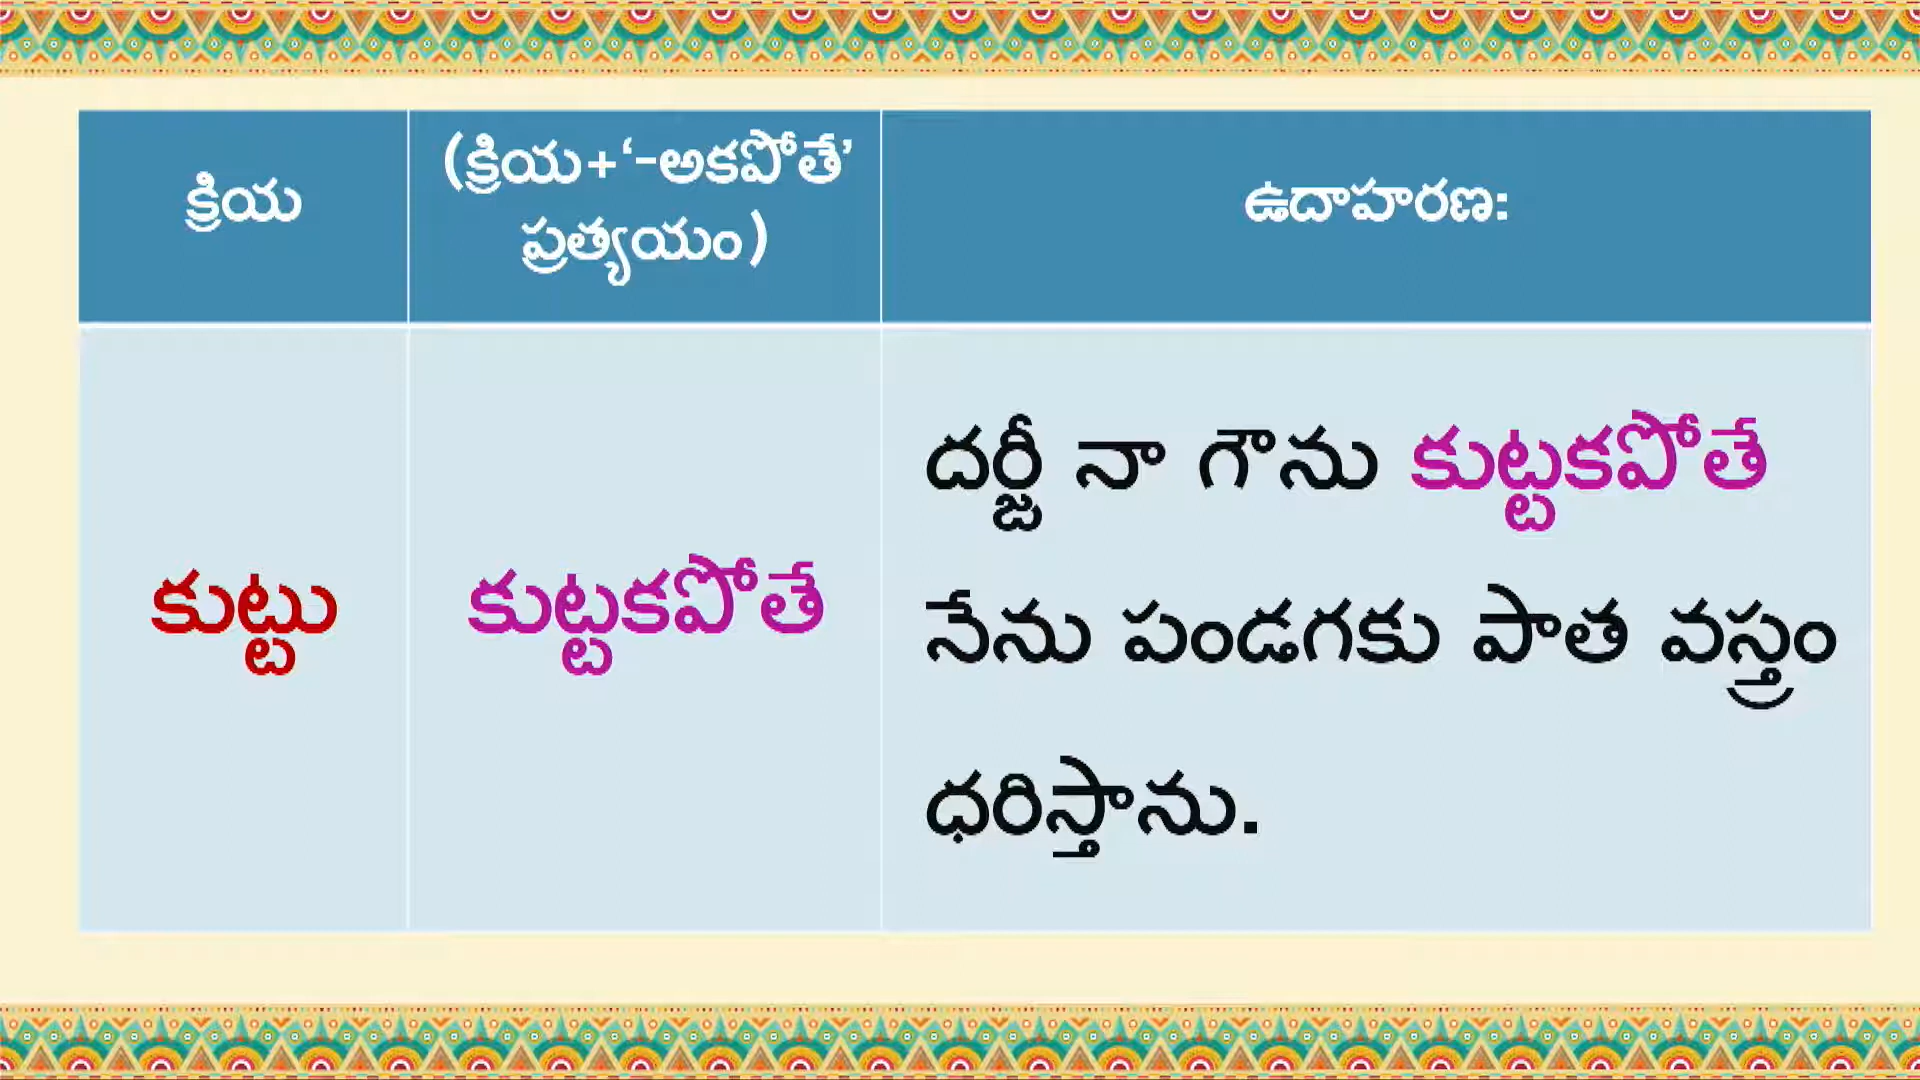 క్రియ
(క్రియ+‘-అకపోతే’
ప్రత్యయం)
ఉదాహరణ:
కుట్టు
కుట్టకపోతే
దర్జీ నా గౌను కుట్టకపోతే
నేను పండగకు పాత వస్త్రం
ధరిస్తాను.